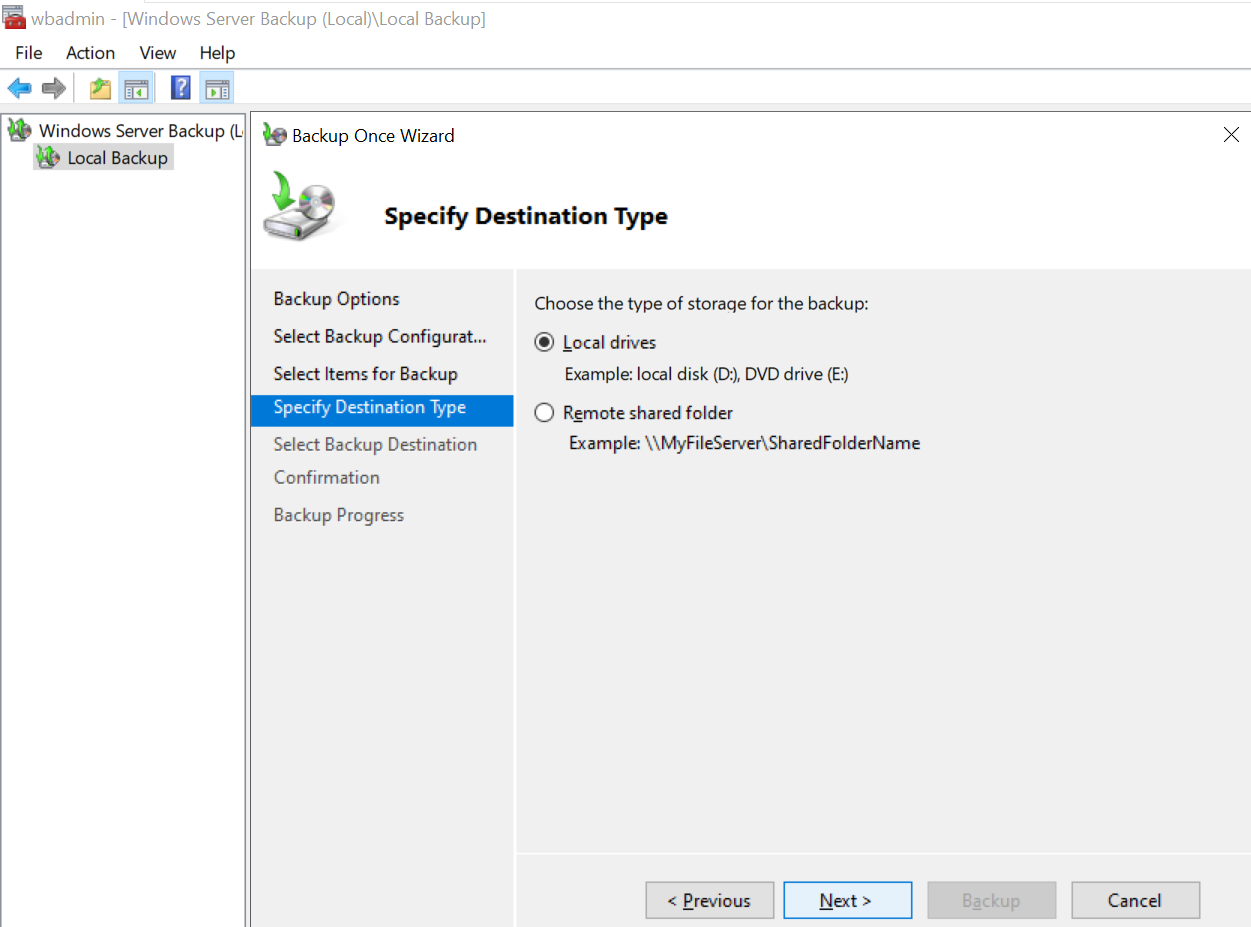 wbadmin - [Windows Server Backup (Local)\Local Backup]
File Action View Help
Windows Server Backup (L
Local Backup
Backup Once Wizard
Specify Destination Type
Backup Options
Select Backup Configurat...
Select Items for Backup
Specify Destination Type
Select Backup Destination
Confirmation
Backup Progress
Choose the type of storage for the backup:
Local drives
Example: local disk (D:), DVD drive (E:)
Remote shared folder
Example: \\MyFileServer\SharedFolderName
< Previous Next > Backup Cancel